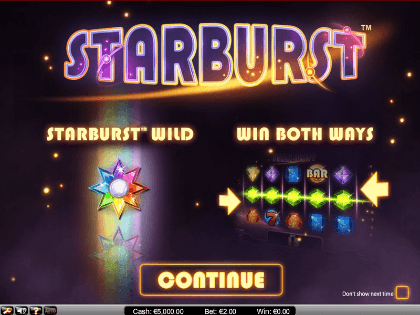 STARBURST™
STARBURST™ WILD
WIN BOTH WAYS
BAR
7
CONTINUE
Don't show next time
Cash: €5,000.00 Bet: €2.00 Win: €0.00